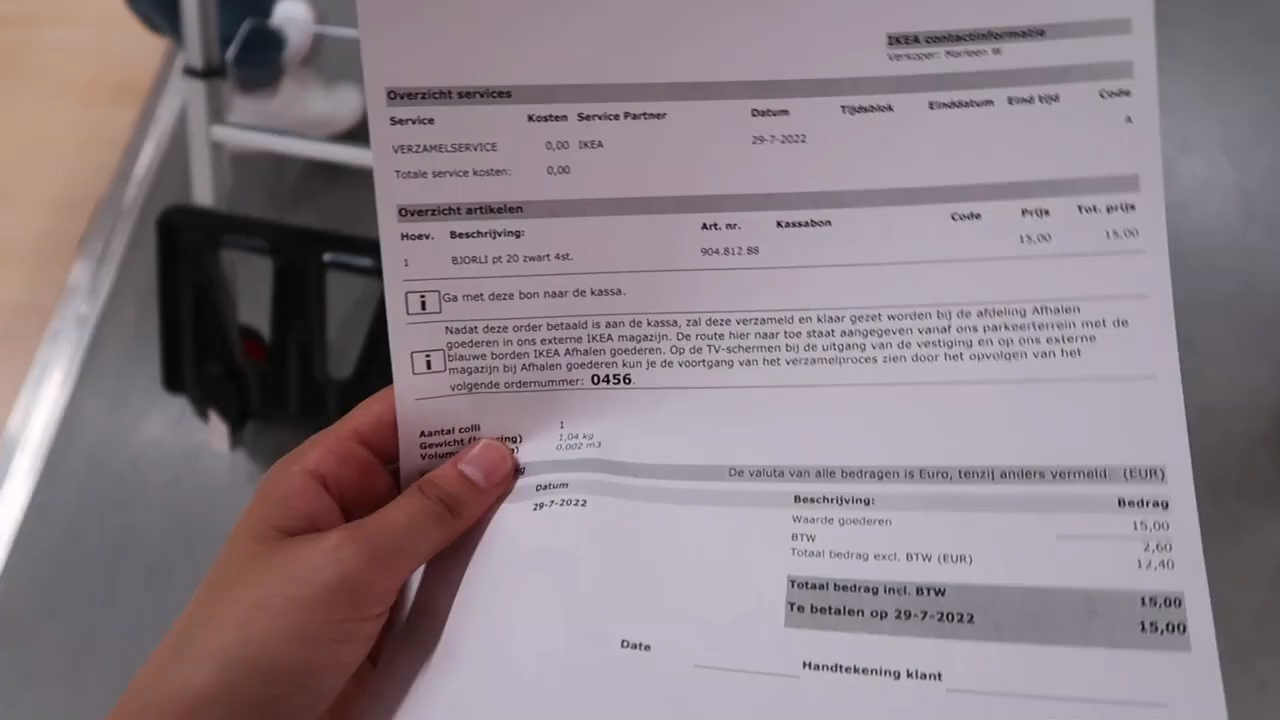 IKEA contactinformatie
Verkoper: Marleen W
Overzicht services
Service Kosten Service Partner Datum Tijdsblok Einddatum Eind tijd Code
VERZAMELSERVICE 0,00 IKEA 29-7-2022 a
Totale service kosten: 0,00
Overzicht artikelen
Hoev. Beschrijving: Art. nr. Kassabon Code Prijs Tot. prijs
1 BJORLI pt 20 zwart 4st. 904.812.88 15,00 15,00
i Ga met deze bon naar de kassa.
Nadat deze order betaald is aan de kassa, zal deze verzameld en klaar gezet worden bij de afdeling Afhalen
goederen in ons externe IKEA magazijn. De route hier naar toe staat aangegeven vanaf ons parkeerterrein met de
i blauwe borden IKEA Afhalen goederen. Op de TV-schermen bij de uitgang van de vestiging en op ons externe
magazijn bij Afhalen goederen kun je de voortgang van het verzamelproces zien door het opvolgen van het
volgende ordernummer: 0456.
Aantal colli 1
Gewicht 1,04 kg
0,002 m3
De valuta van alle bedragen is Euro, tenzij anders vermeld. (EUR)
Datum Beschrijving: Bedrag
29-7-2022 Waarde goederen 15,00
BTW 2,60
Totaal bedrag excl. BTW (EUR) 12,40
Totaal bedrag incl. BTW 15,00
Te betalen op 29-7-2022 15,00
Date Handtekening klant